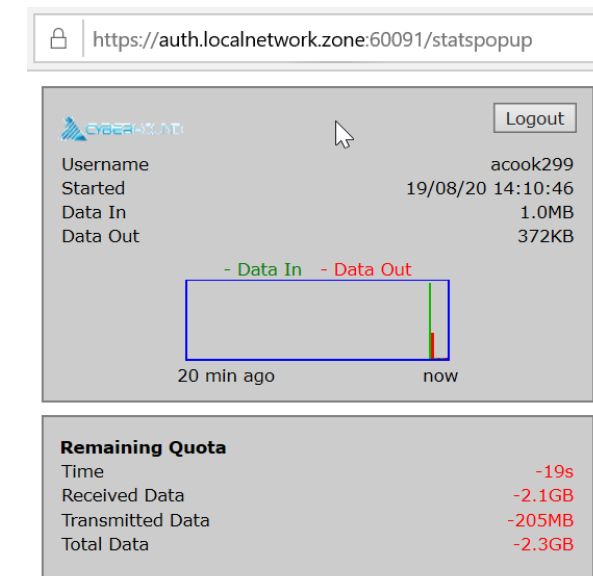 https://auth.localnetwork.zone:60091/statspopup
CYBERHOUND
Logout
Username acook299
Started 19/08/20 14:10:46
Data In 1.0MB
Data Out 372KB
- Data In - Data Out
20 min ago now
Remaining Quota
Time -19s
Received Data -2.1GB
Transmitted Data -205MB
Total Data -2.3GB